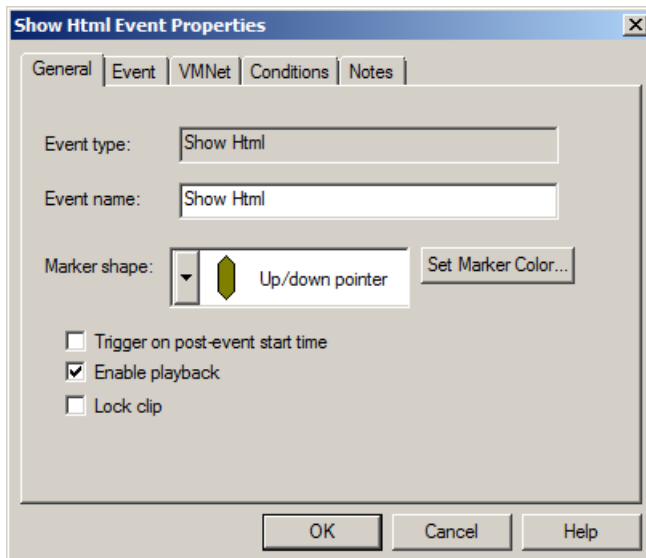 Show Html Event Properties
General Event VMNet Conditions Notes
Event type: Show Html
Event name: Show Html
Marker shape: Up/down pointer Set Marker Color...
Trigger on post-event start time
Enable playback
Lock clip
OK Cancel Help